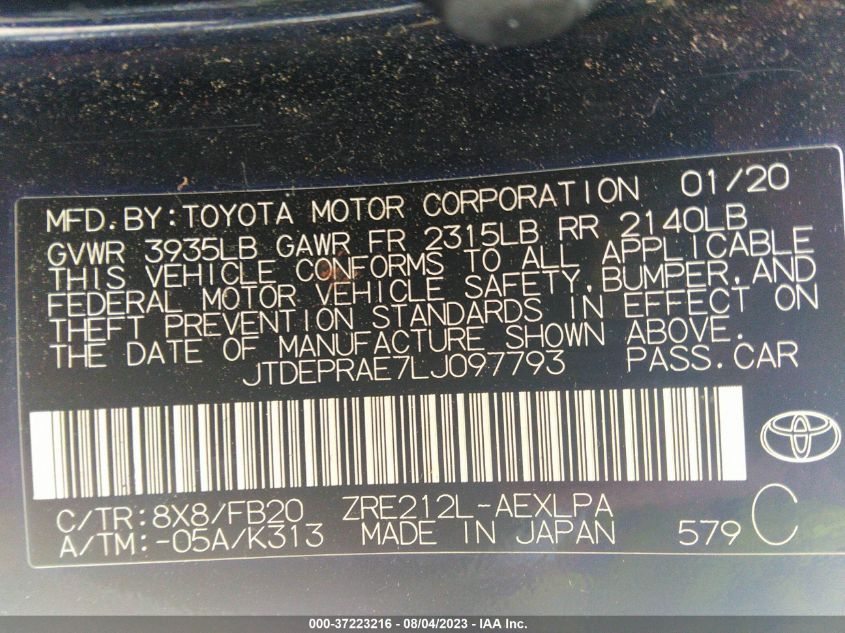 MFD. BY: TOYOTA MOTOR CORPORATION 01/20
GVWR 3935LB GAWR FR 2315LB RR 2140LB
THIS VEHICLE CONFORMS TO ALL APPLICABLE
FEDERAL MOTOR VEHICLE SAFETY, BUMPER, AND
THEFT PREVENTION STANDARDS IN EFFECT ON
THE DATE OF MANUFACTURE SHOWN ABOVE.
JTDEPRAE7LJ097793 PASS. CAR
C/TR: 8X8/FB20 ZRE212L-AEXLPA
A/TM: -05A/K313 MADE IN JAPAN 579 C
000-37223216 - 08/04/2023 - IAA Inc.